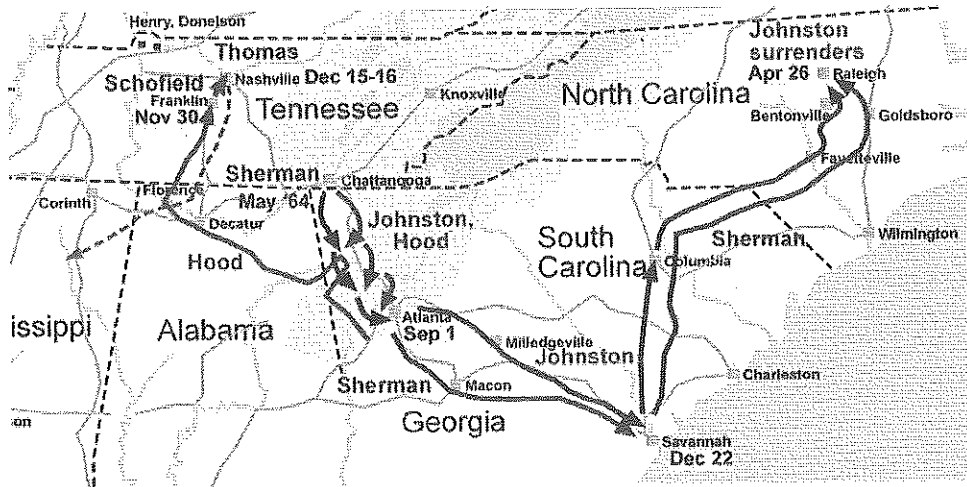 Henry, Donelson
Thomas
Schofield
Nashville Dec 15-16
Franklin
Nov 30
Tennessee
Knoxville
North Carolina
Johnston
surrenders
Apr 26
Raleigh
Bentonville
Goldsboro
Fayetteville
Sherman
May '64
Chattanooga
Corinth
Florence
Decatur
Johnston,
Hood
Hood
South
Carolina
Columbia
Sherman
Wilmington
issippi
Alabama
Atlanta
Sep 1
Milledgeville
Johnston
Sherman
Macon
Charleston
Georgia
on
Savannah
Dec 22